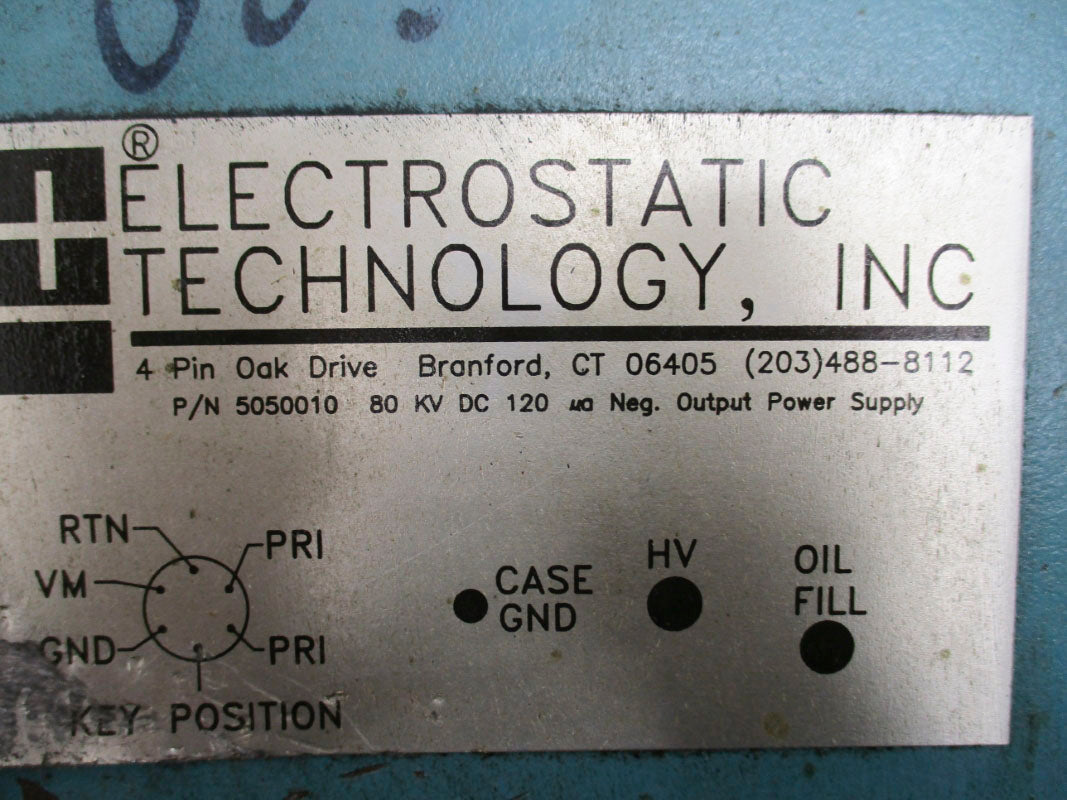 ®
ELECTROSTATIC
TECHNOLOGY, INC
4 Pin Oak Drive Branford, CT 06405 (203)488-8112
P/N 5050010 80 KV DC 120 μa Neg. Output Power Supply
RTN
PRI
VM
GND
PRI
KEY POSITION
CASE
GND
HV
OIL
FILL